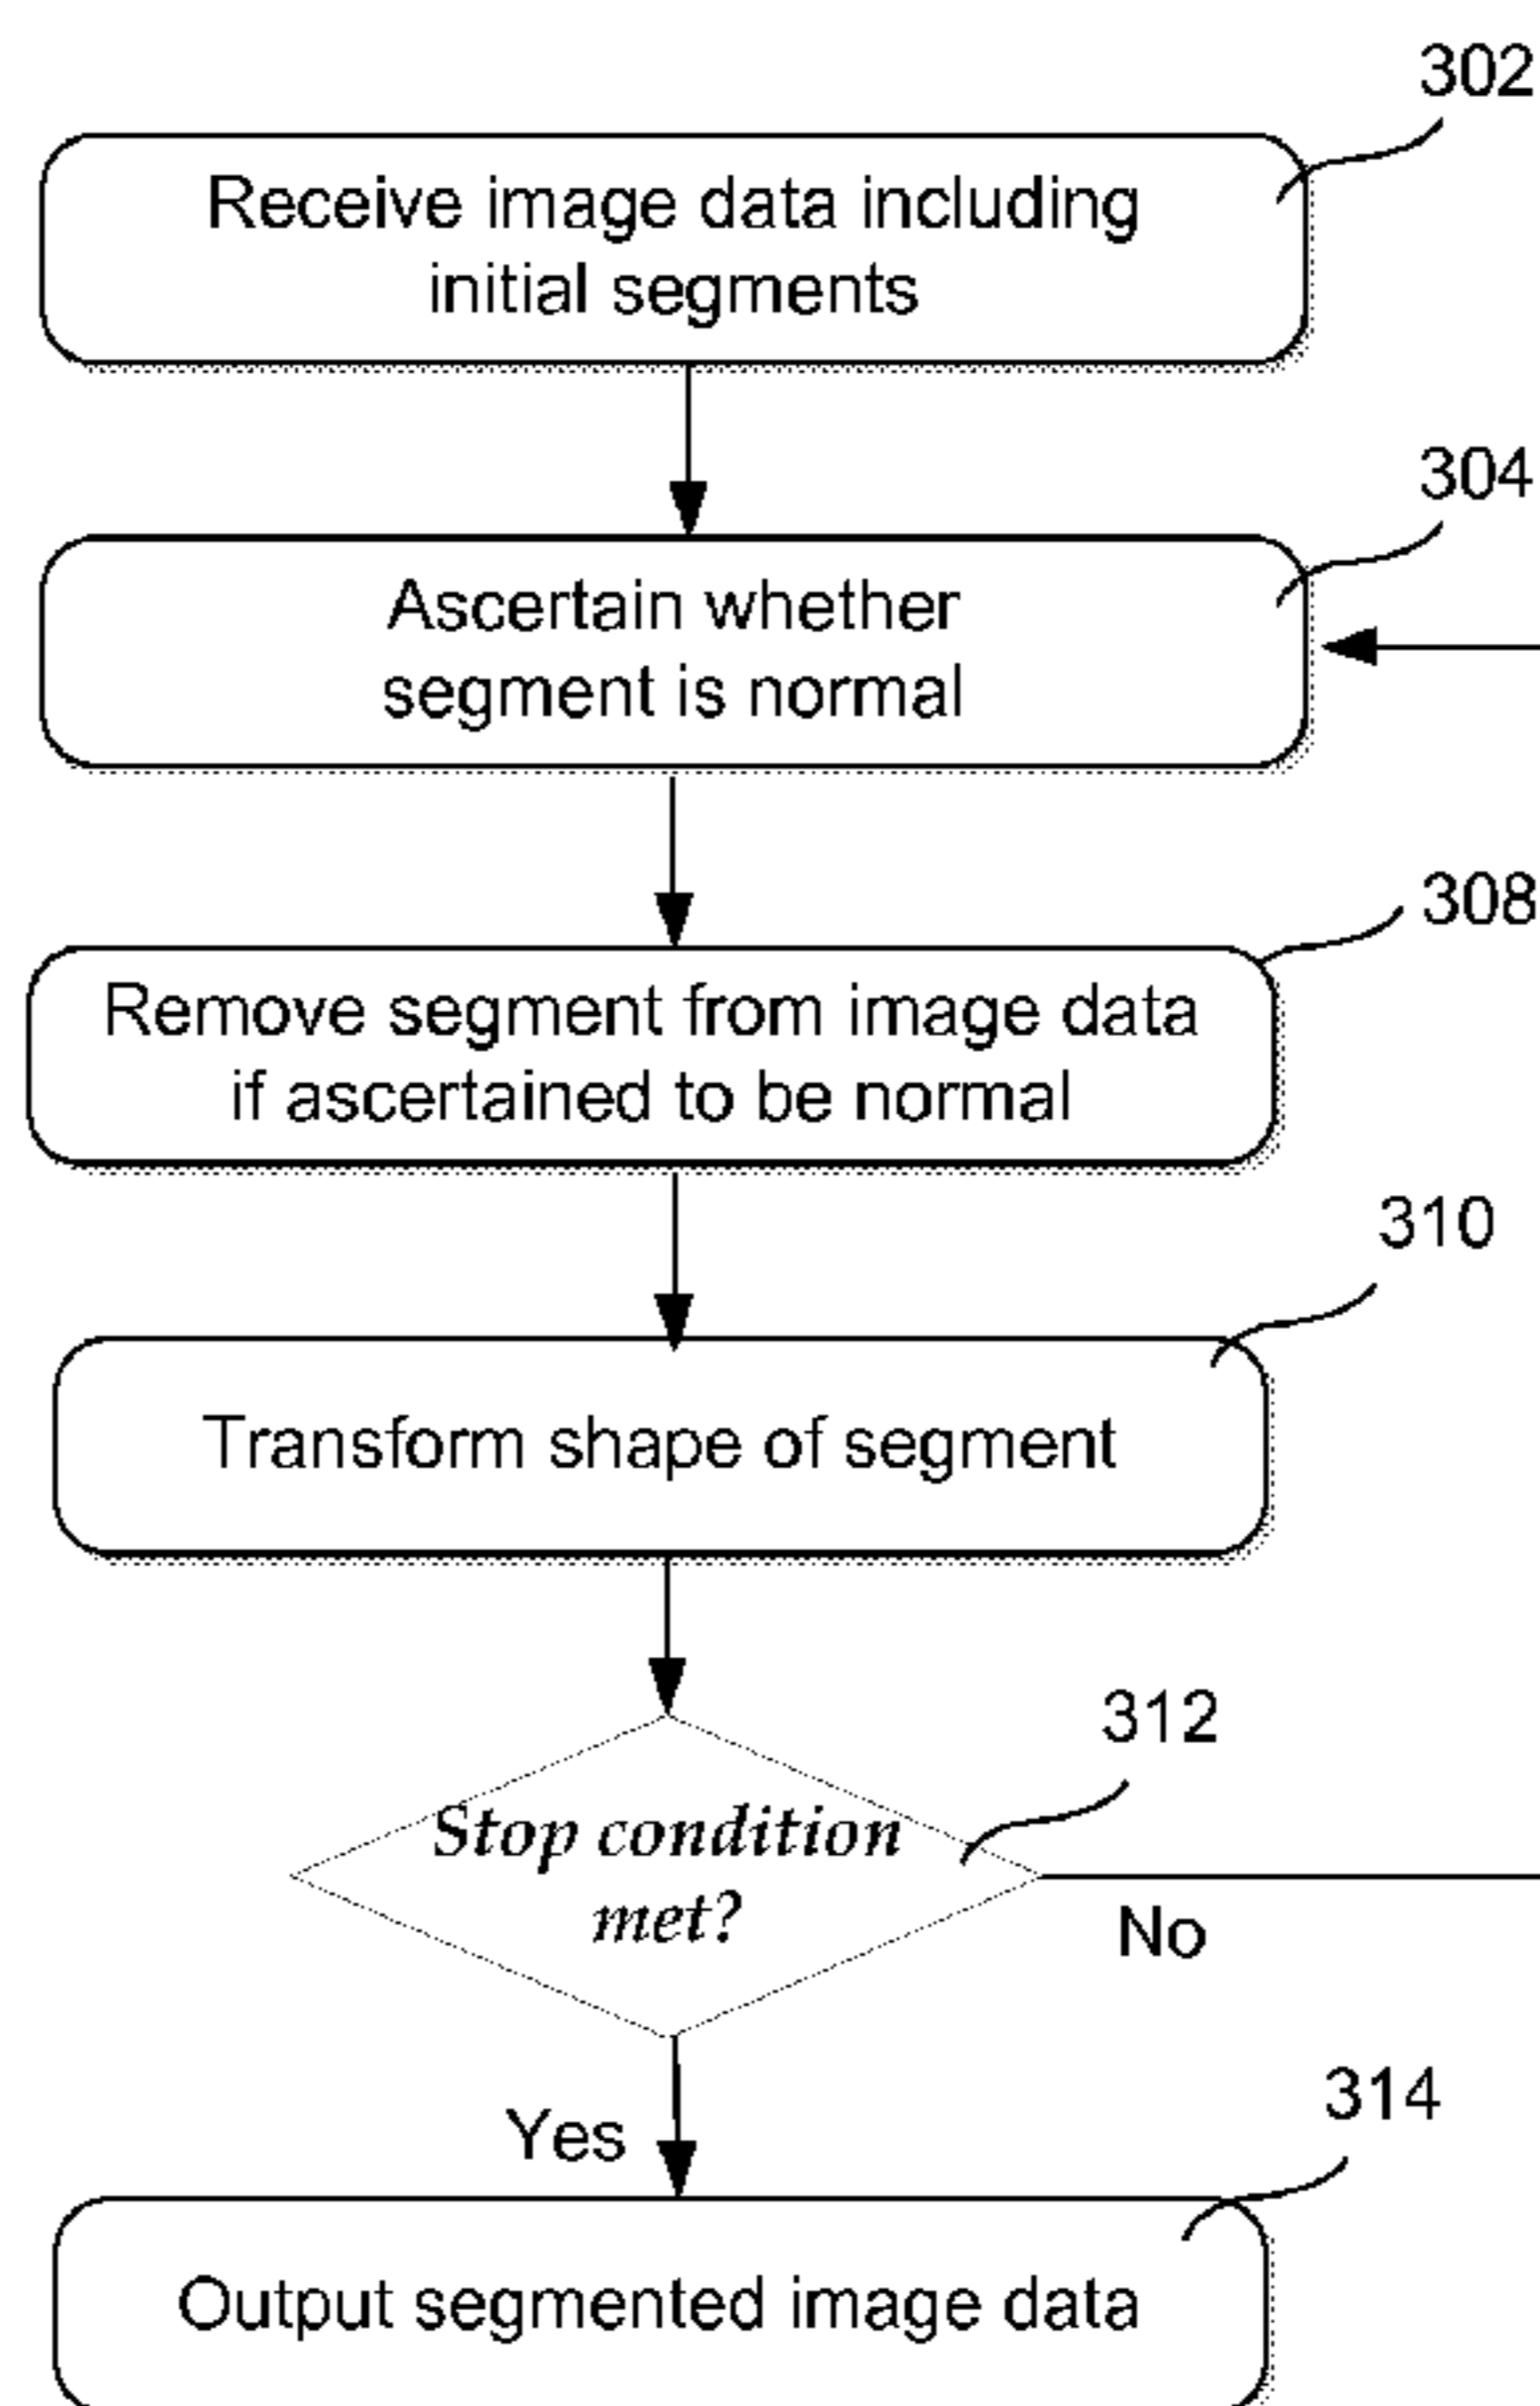 302
Receive image data including
initial segments
304
Ascertain whether
segment is normal
308
Remove segment from image data
if ascertained to be normal
310
Transform shape of segment
312
Stop condition
met?
No
Yes
314
Output segmented image data